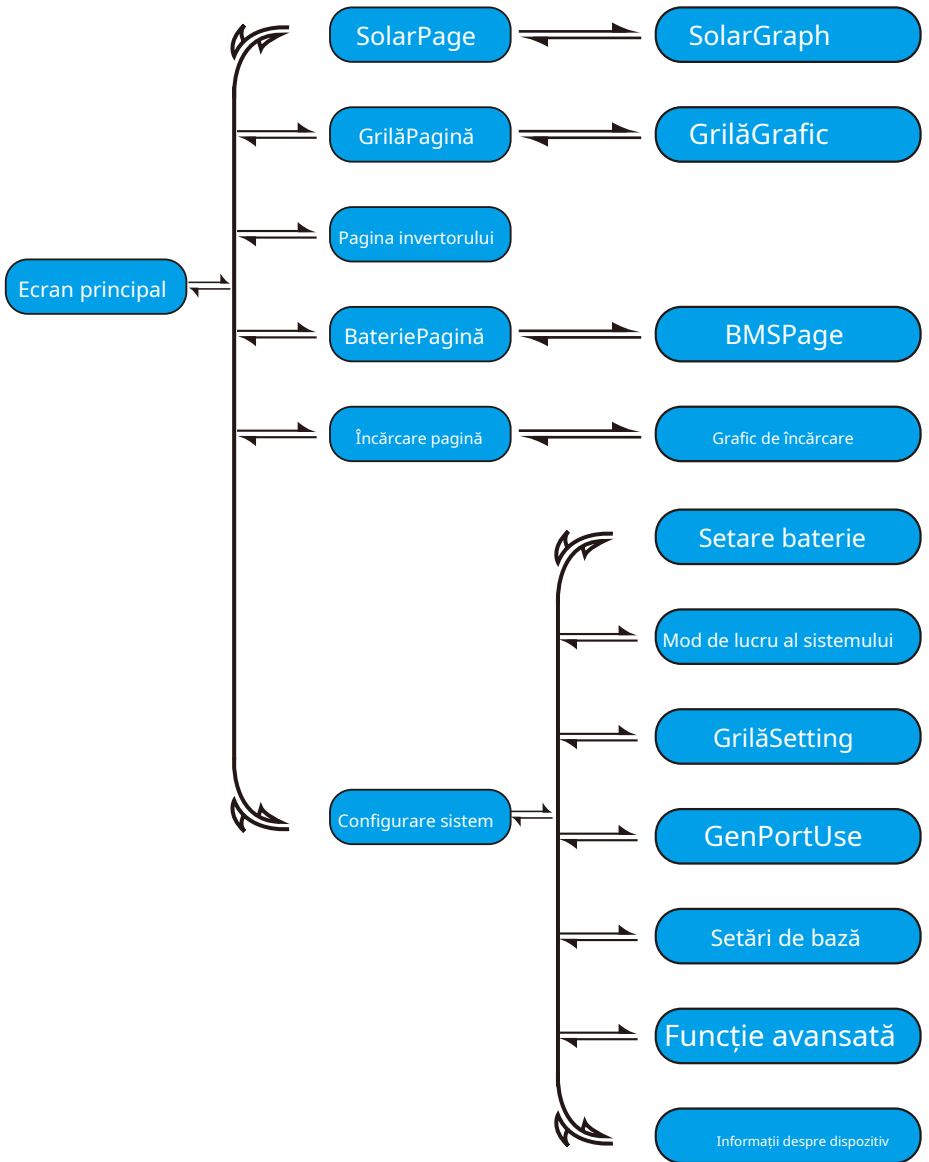 SolarPage
SolarGraph
GrilăPagină
GrilăGrafic
Pagina invertorului
Ecran principal
BateriePagină
BMSPage
Încărcare pagină
Grafic de încărcare
Setare baterie
Mod de lucru al sistemului
GrilăSetting
Configurare sistem
GenPortUse
Setări de bază
Funcție avansată
Informații despre dispozitiv